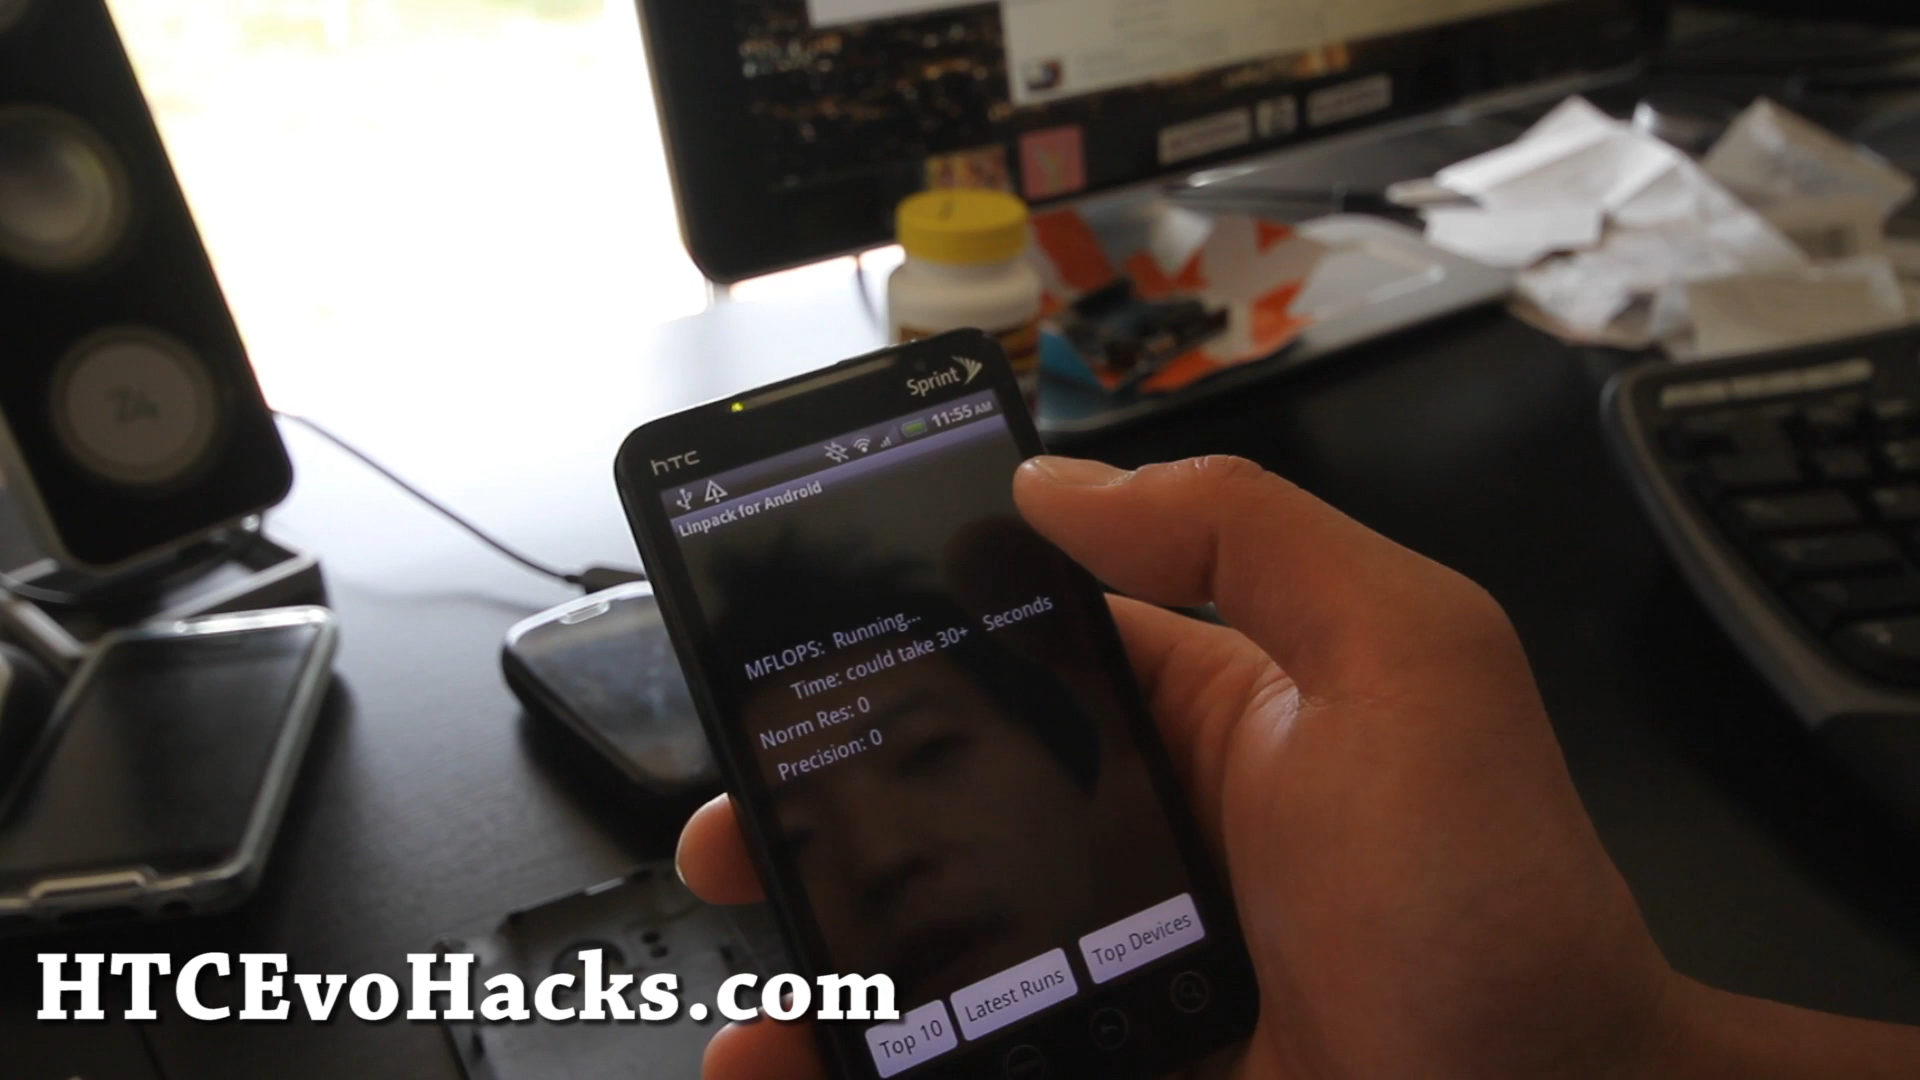 Sprint
hTC
11:55 AM
Linpack for Android
MFLOPS: Running...
Time: could take 30+ Seconds
Norm Res: 0
Precision: 0
Top 10
Latest Runs
Top Devices
HTCEvoHacks.com